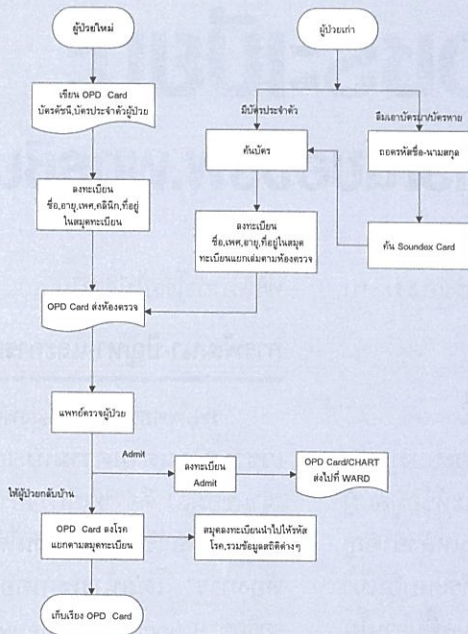 ผู้ป่วยใหม่
ผู้ป่วยเก่า
เขียน OPD Card
บัตรดัชนี,บัตรประจำตัวผู้ป่วย
มีบัตรประจำตัว
ลืมเอาบัตรมา/บัตรหาย
ค้นบัตร
ถอดรหัสชื่อ-นามสกุล
ลงทะเบียน
ชื่อ,อายุ,เพศ,คลินิก,ที่อยู่
ในสมุดทะเบียน
ลงทะเบียน
ชื่อ,เพศ,อายุ,ที่อยู่ในสมุด
ทะเบียนแยกเล่มตามห้องตรวจ
ค้น Soundex Card
OPD Card ส่งห้องตรวจ
แพทย์ตรวจผู้ป่วย
Admit
ลงทะเบียน
Admit
OPD Card/CHART
ส่งไปที่ WARD
ให้ผู้ป่วยกลับบ้าน
OPD Card ลงโรค
แยกตามสมุดทะเบียน
สมุดลงทะเบียนนำไปให้รหัส
โรค,รวมข้อมูลสถิติต่างๆ
เก็บเรียง OPD Card